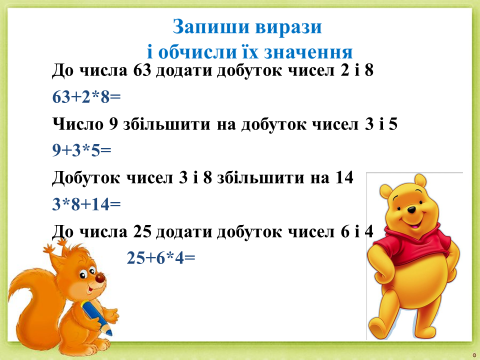 Запиши вирази
і обчисли їх значення
До числа 63 додати добуток чисел 2 і 8
63+2*8=
Число 9 збільшити на добуток чисел 3 і 5
9+3*5=
Добуток чисел 3 і 8 збільшити на 14
3*8+14=
До числа 25 додати добуток чисел 6 і 4
25+6*4=
8